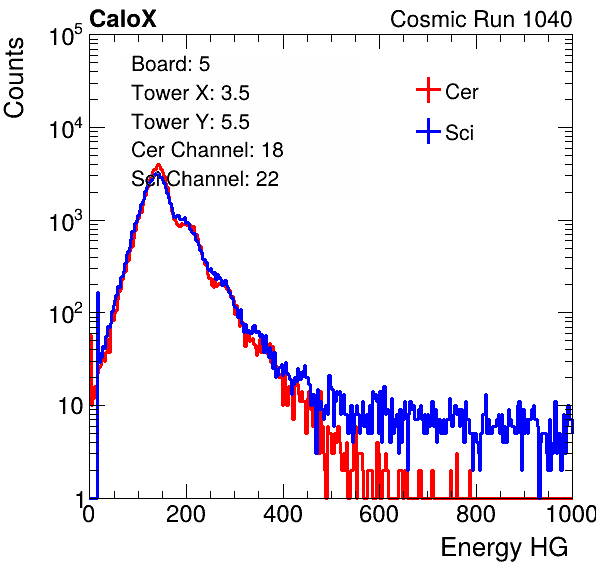 CaloX
Cosmic Run 1040
Counts
Board: 5
Tower X: 3.5
Tower Y: 5.5
Cer Channel: 18
Sci Channel: 22
Cer
Sci
10^5
10^4
10^3
10^2
10
1
0 200 400 600 800 1000
Energy HG